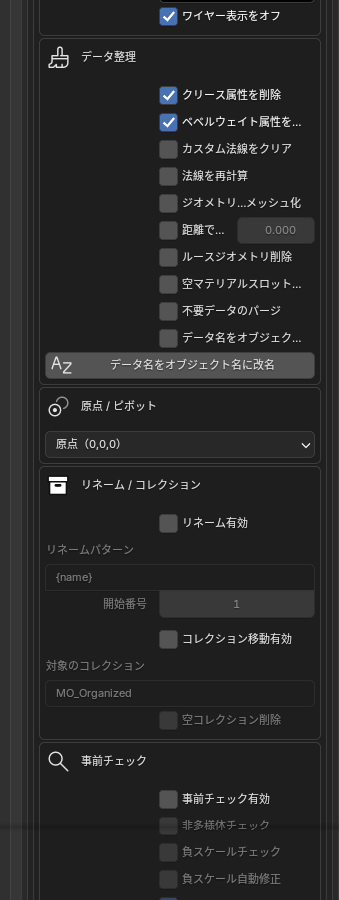 ワイヤー表示をオフ
データ整理
クリース属性を削除
ベベルウェイト属性を...
カスタム法線をクリア
法線を再計算
ジオメトリ...メッシュ化
距離で... 0.000
ルースジオメトリ削除
空マテリアルスロット...
不要データのパージ
データ名をオブジェク...
AZ データ名をオブジェクト名に改名
原点 / ピボット
原点（0,0,0）
リネーム / コレクション
リネーム有効
リネームパターン
{name}
開始番号 1
コレクション移動有効
対象のコレクション
MO_Organized
空コレクション削除
事前チェック
事前チェック有効
非多様体チェック
負スケールチェック
負スケール自動修正